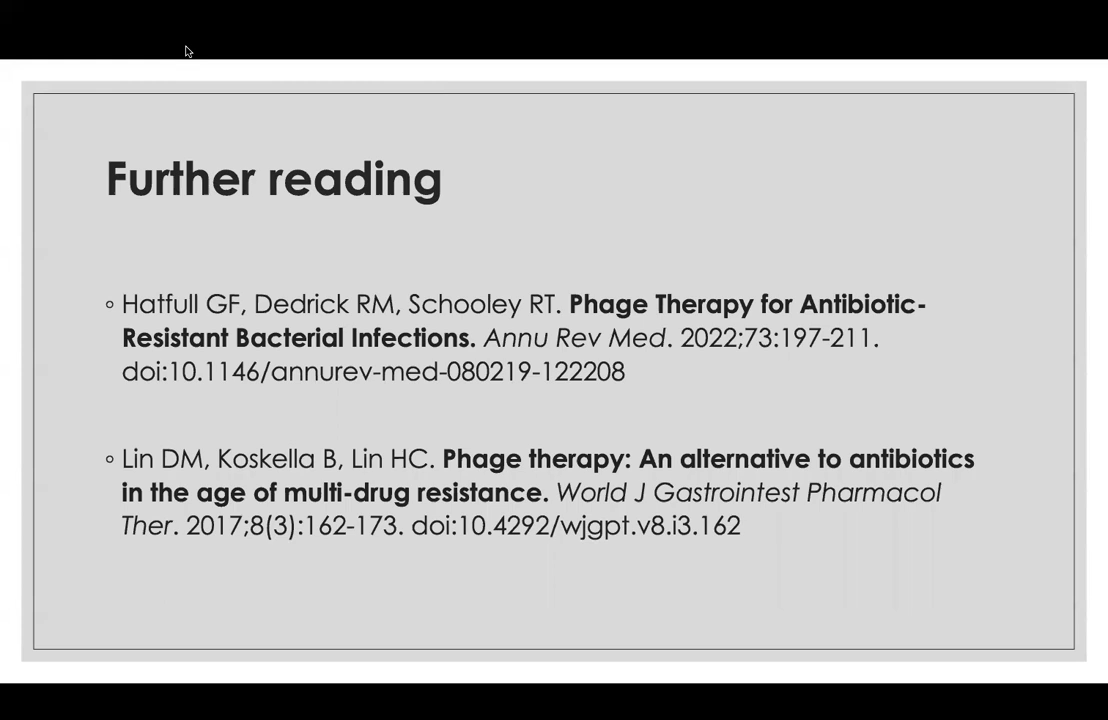 Further reading
◦ Hatfull GF, Dedrick RM, Schooley RT. Phage Therapy for Antibiotic-
Resistant Bacterial Infections. Annu Rev Med. 2022;73:197-211.
doi:10.1146/annurev-med-080219-122208
◦ Lin DM, Koskella B, Lin HC. Phage therapy: An alternative to antibiotics
in the age of multi-drug resistance. World J Gastrointest Pharmacol
Ther. 2017;8(3):162-173. doi:10.4292/wjgpt.v8.i3.162